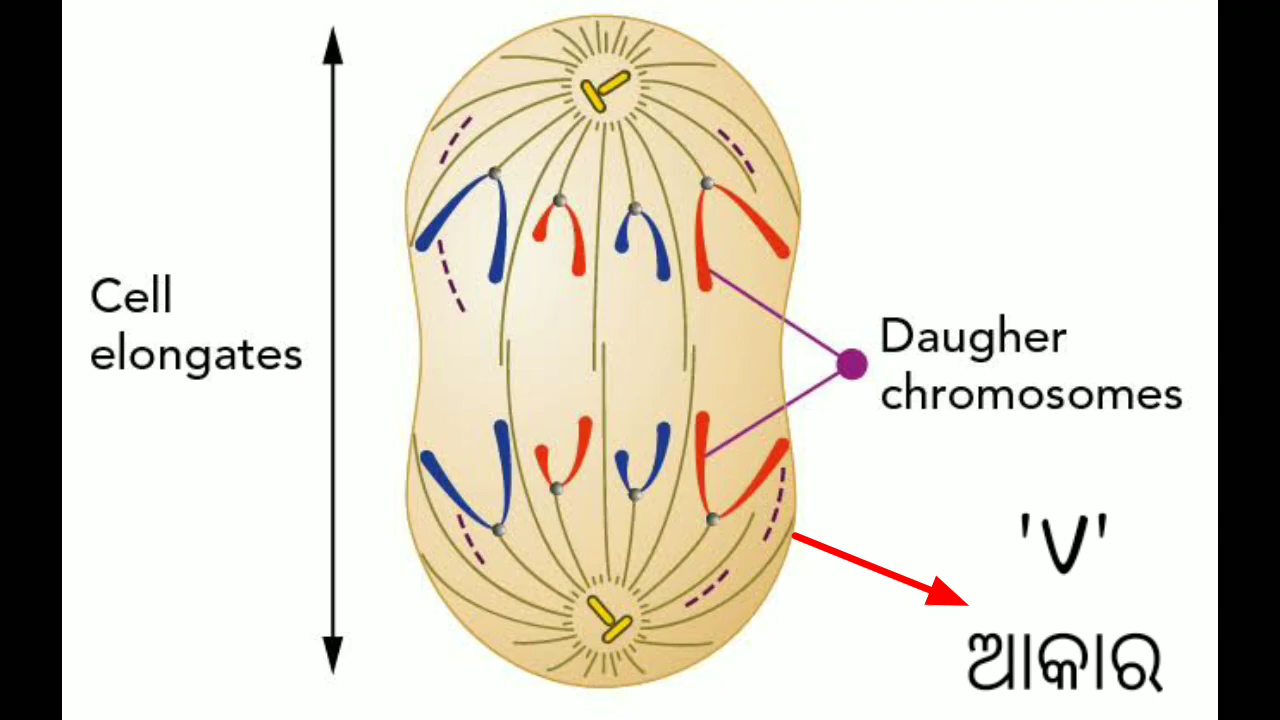 Cell
elongates
Daugher
chromosomes
'V'
ଆକାର